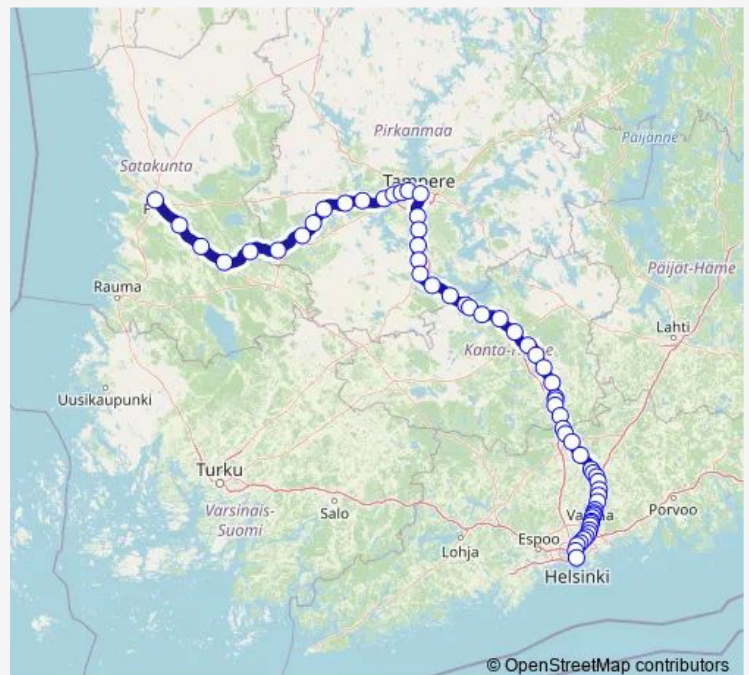 Pirkanmaa
Päijänne
Satakunta
Tampere
Rauma
Päijät-Häme
Lahti
Uusikaupunki
Turku
Varsinais-
Suomi
Salo
Porvoo
Espoo
Lohja
Helsinki
© OpenStreetMap contributors